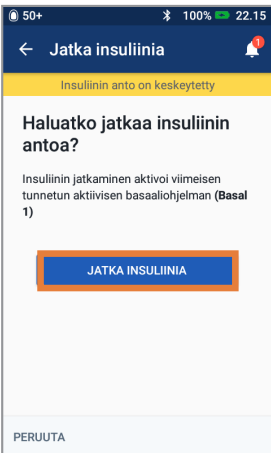 50+ 100% 22.15
Jatka insuliinia 1
Insuliinin anto on keskeytetty
Haluatko jatkaa insuliinin
antoa?
Insuliinin jatkaminen aktivoi viimeisen
tunnetun aktiivisen basaaliohjelman (Basal
1)
JATKA INSULIINIA
PERUUTA